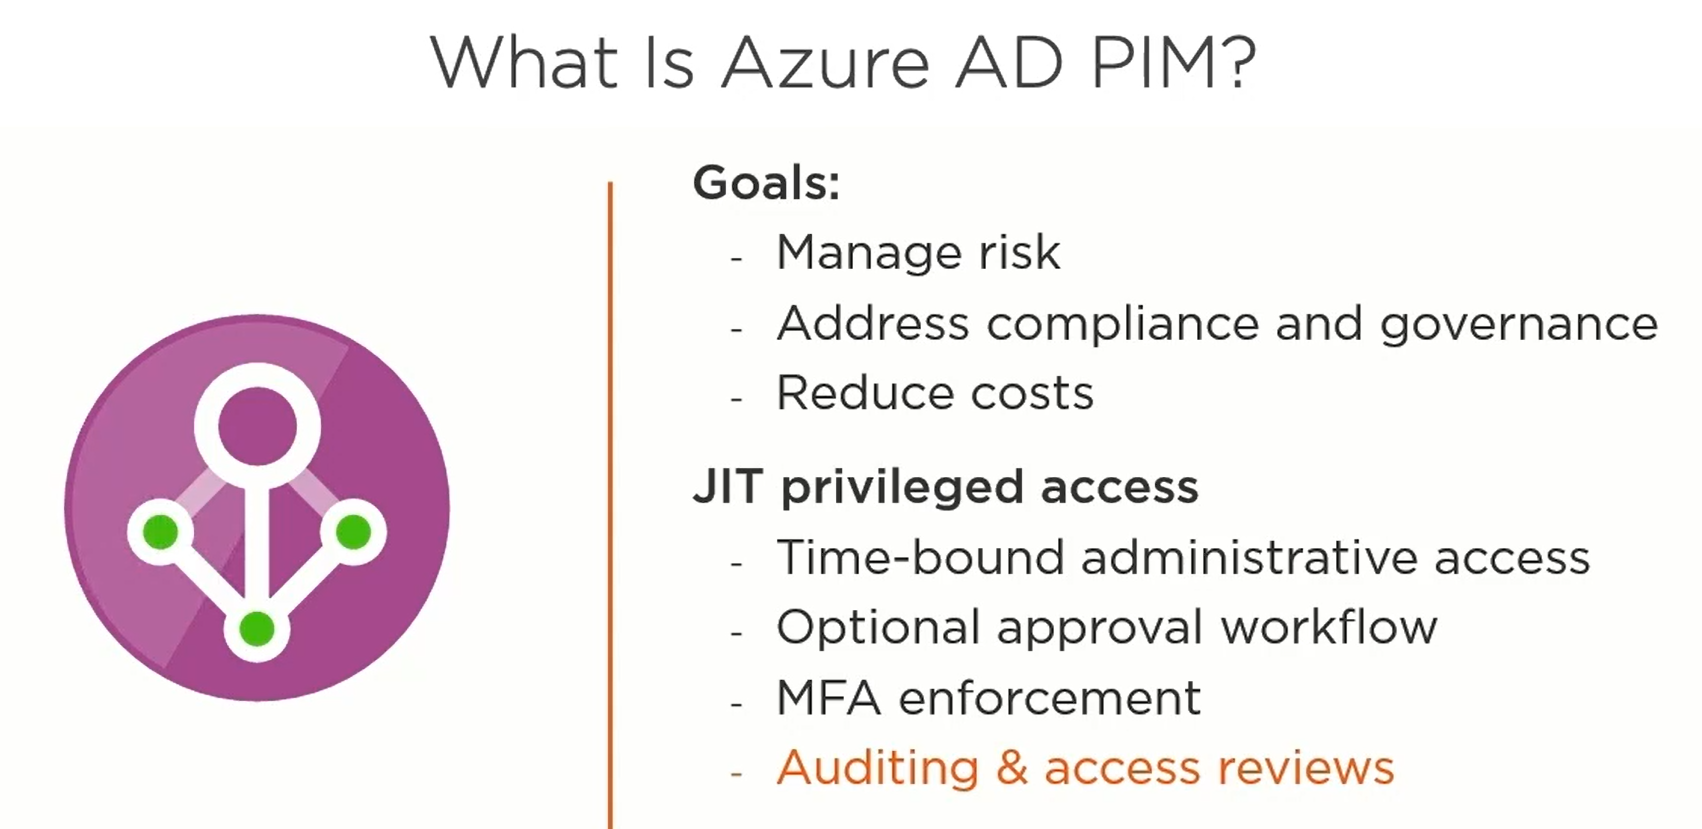 What Is Azure AD PIM?
Goals:
- Manage risk
- Address compliance and governance
- Reduce costs
JIT privileged access
- Time-bound administrative access
- Optional approval workflow
- MFA enforcement
- Auditing & access reviews